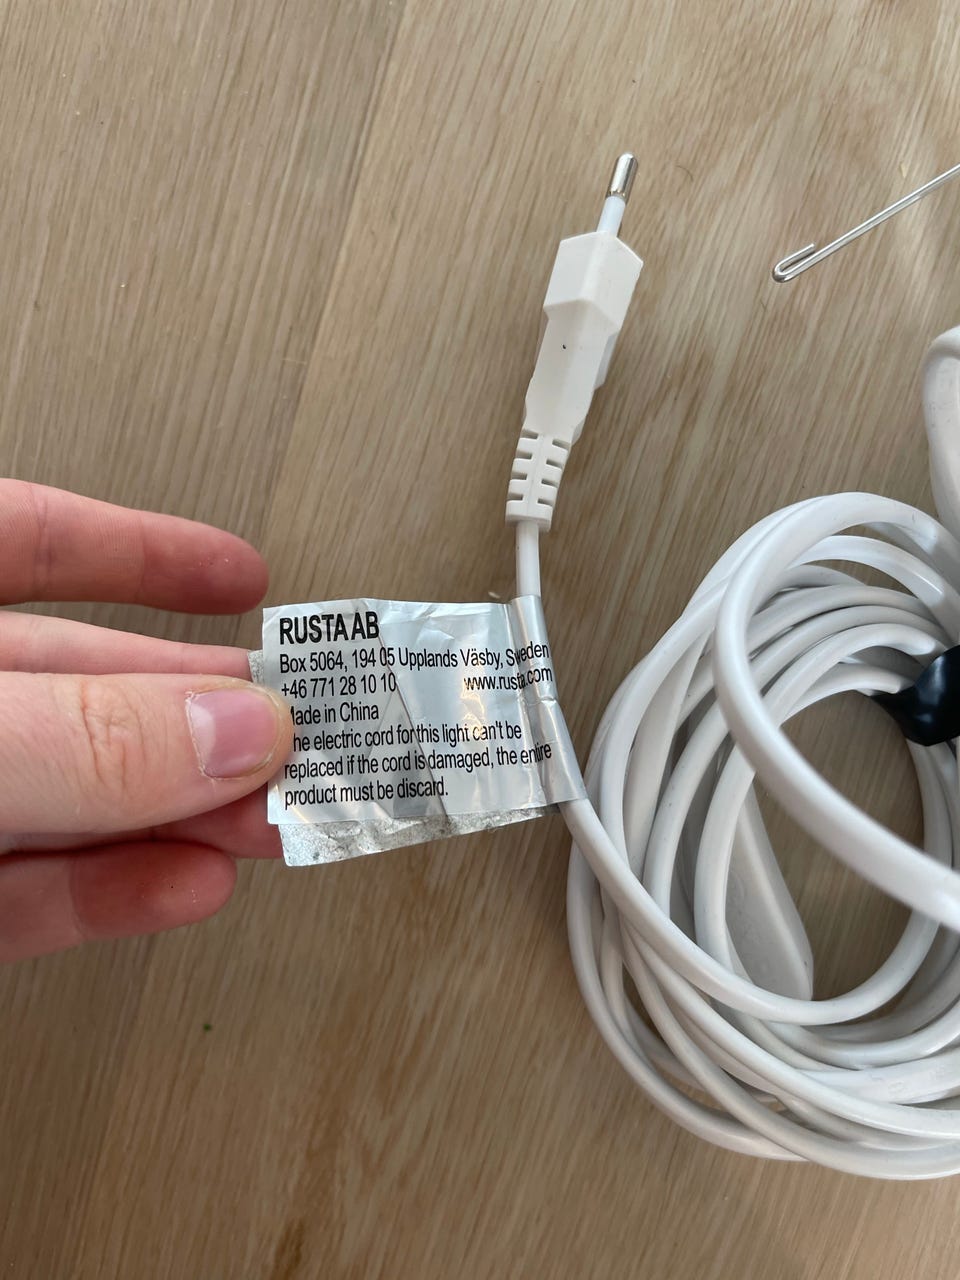 RUSTA AB
Box 5064, 194 05 Upplands Väsby, Sweden
+46 771 28 10 10 www.rusta.com
Made in China
he electric cord for this light can't be
replaced if the cord is damaged, the entire
product must be discard.